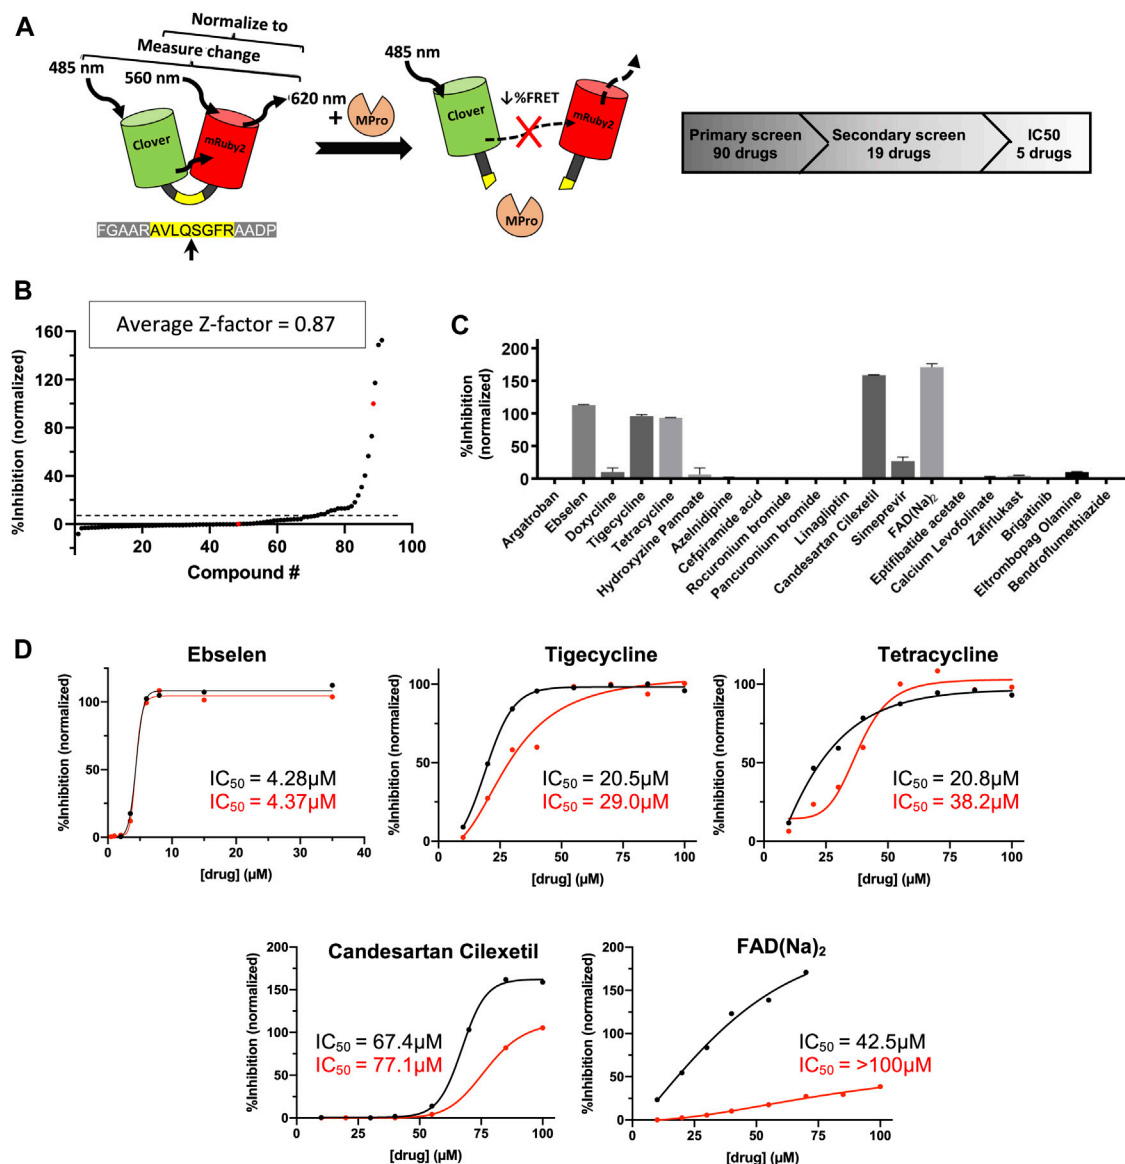 A
Normalize to
Measure change
485 nm
560 nm
620 nm
Clover
mRuby2
+
MPro
485 nm
↓%FRET
Clover
mRuby2
MPro
FGAARAVLQSGFRAADP
Primary screen
90 drugs
Secondary screen
19 drugs
IC50
5 drugs
B
Average Z-factor = 0.87
%Inhibition (normalized)
160
120
80
40
0
20
40
60
80
100
Compound #
C
%Inhibition
(normalized)
200
150
100
50
0
Argatroban
Ebselen
Doxycline
Tigecycline
Tetracycline
Hydroxyzine Pamoate
Azelnidipine
Cefpiramide acid
Rocuronium bromide
Pancuronium bromide
Linagliptin
Candesartan Cilexetil
Simeprevir
FAD(Na)₂
Eptifibatide acetate
Calcium Levofolinate
Zafirlukast
Brigatinib
Eltrombopag Olamine
Bendroflumethiazide
D
Ebselen
%Inhibition (normalized)
100
50
0
0
10
20
30
40
[drug] (µM)
IC₅₀ = 4.28µM
IC₅₀ = 4.37µM
Tigecycline
%Inhibition (normalized)
100
50
0
0
25
50
75
100
[drug] (µM)
IC₅₀ = 20.5µM
IC₅₀ = 29.0µM
Tetracycline
%Inhibition (normalized)
100
50
0
0
25
50
75
100
[drug] (µM)
IC₅₀ = 20.8µM
IC₅₀ = 38.2µM
Candesartan Cilexetil
%Inhibition (normalized)
200
150
100
50
0
0
25
50
75
100
[drug] (µM)
IC₅₀ = 67.4µM
IC₅₀ = 77.1µM
FAD(Na)₂
%Inhibition (normalized)
200
150
100
50
0
0
25
50
75
100
[drug] (µM)
IC₅₀ = 42.5µM
IC₅₀ = >100µM